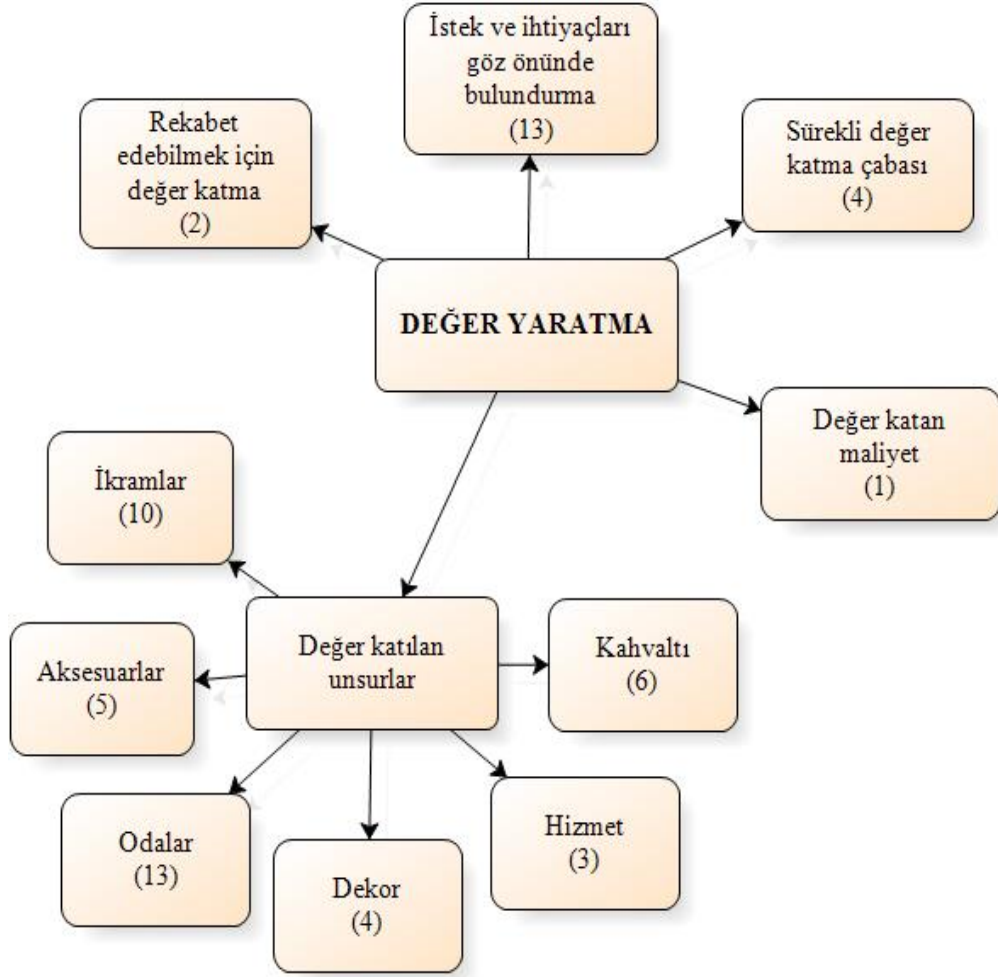 İstek ve ihtiyaçları
göz önünde
bulundurma
(13)
Rekabet
edebilmek için
değer katma
(2)
Sürekli değer
katma çabası
(4)
DEĞER YARATMA
Değer katan
maliyet
(1)
İkramlar
(10)
Değer katılan
unsurlar
Kahvaltı
(6)
Aksesuarlar
(5)
Hizmet
(3)
Odalar
(13)
Dekor
(4)